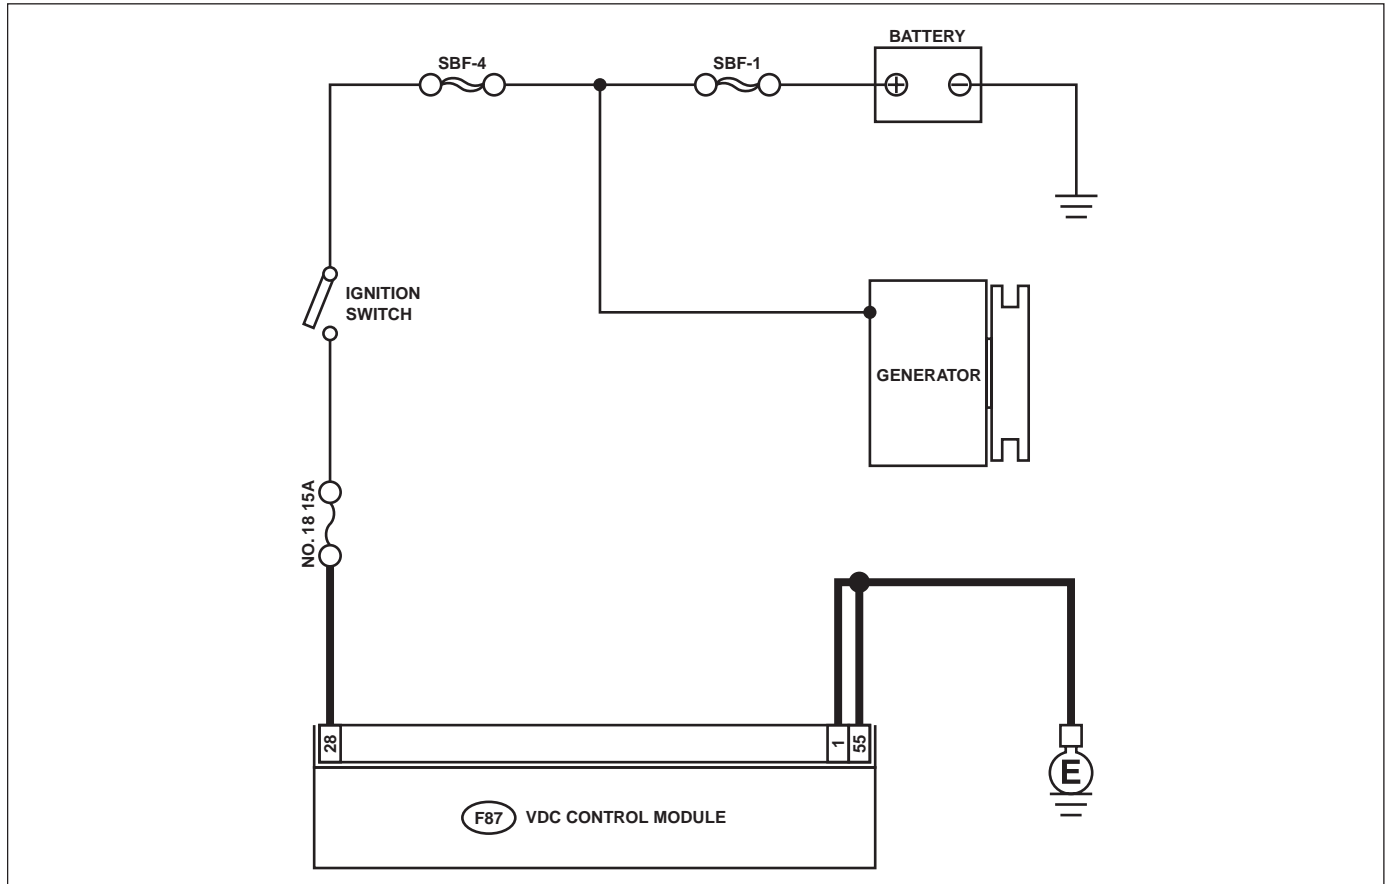 BATTERY
SBF-4
SBF-1
IGNITION
SWITCH
GENERATOR
NO. 18 15A
28
1
55
E
F87
VDC CONTROL MODULE